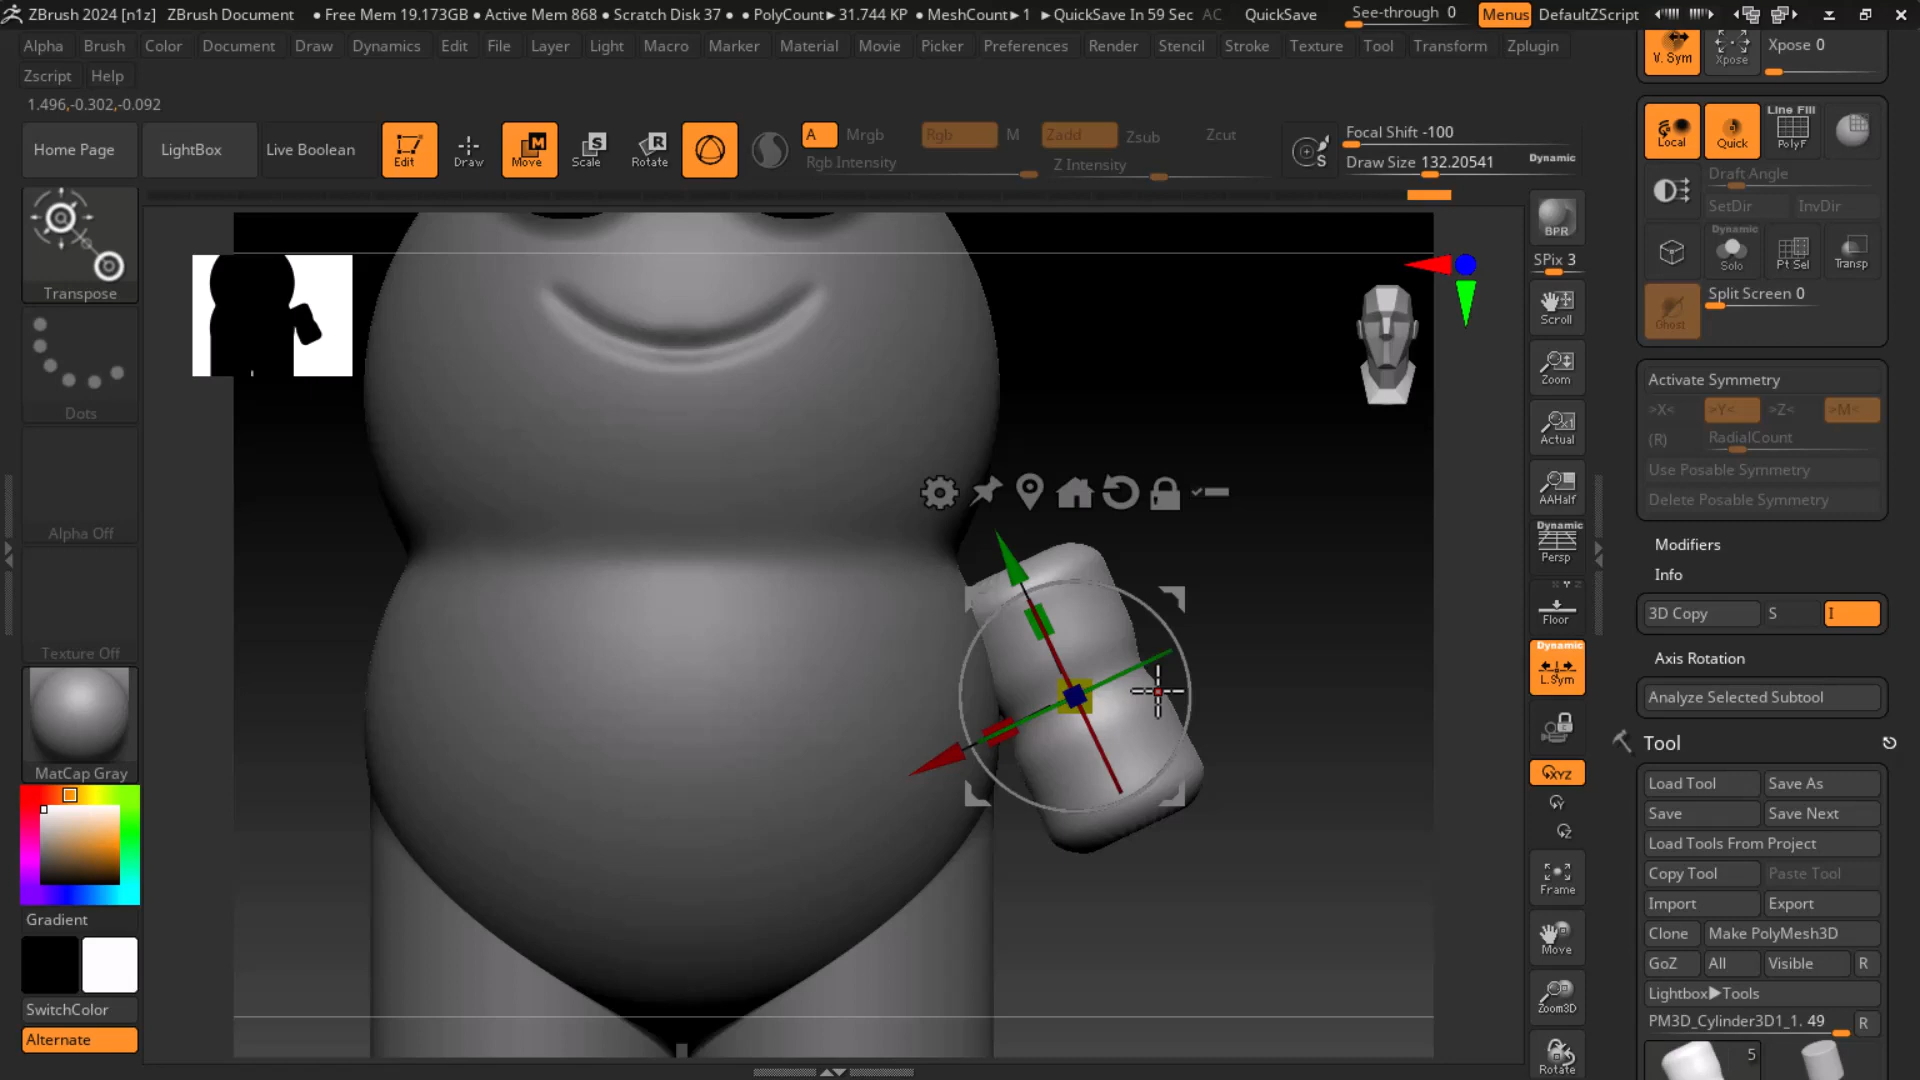 ZBrush 2024 [n1z] ZBrush Document • Free Mem 19.173GB • Active Mem 868 • Scratch Disk 37 • • PolyCount▶ 31.744 KP • MeshCount▶ 1 ▶QuickSave In 59 Sec AC QuickSave See-through 0 Menus DefaultZScript
Alpha Brush Color Document Draw Dynamics Edit File Layer Light Macro Marker Material Movie Picker Preferences Render Stencil Stroke Texture Tool Transform Zplugin
Zscript Help
1.496,-0.302,-0.092
Home Page LightBox Live Boolean Edit Draw M Move S Scale R Rotate A Mrgb Rgb M Zadd Zsub Zcut S Focal Shift -100
Rgb Intensity Z Intensity Draw Size 132.20541 Dynamic
Transpose
Dots
Alpha Off
Texture Off
MatCap Gray
Gradient
SwitchColor
Alternate
BPR
SPix 3
Scroll
Zoom
x1
Actual
AAHalf
Dynamic
Persp
Floor
Dynamic
L.Sym
XYZ
Y
Z
Frame
Move
Zoom3D
Rotate
V. Sym Xpose Xpose 0
Local Quick Line Fill PolyF
Draft Angle
SetDir InvDir
Dynamic
Solo Pt Sel Transp
Ghost Split Screen 0
Activate Symmetry
>X< >Y< >Z< >M<
(R) RadialCount
Use Posable Symmetry
Delete Posable Symmetry
Modifiers
Info
3D Copy S I
Axis Rotation
Analyze Selected Subtool
Tool
Load Tool Save As
Save Save Next
Load Tools From Project
Copy Tool Paste Tool
Import Export
Clone Make PolyMesh3D
GoZ All Visible R
Lightbox▶Tools
PM3D_Cylinder3D1_1. 49 R
5